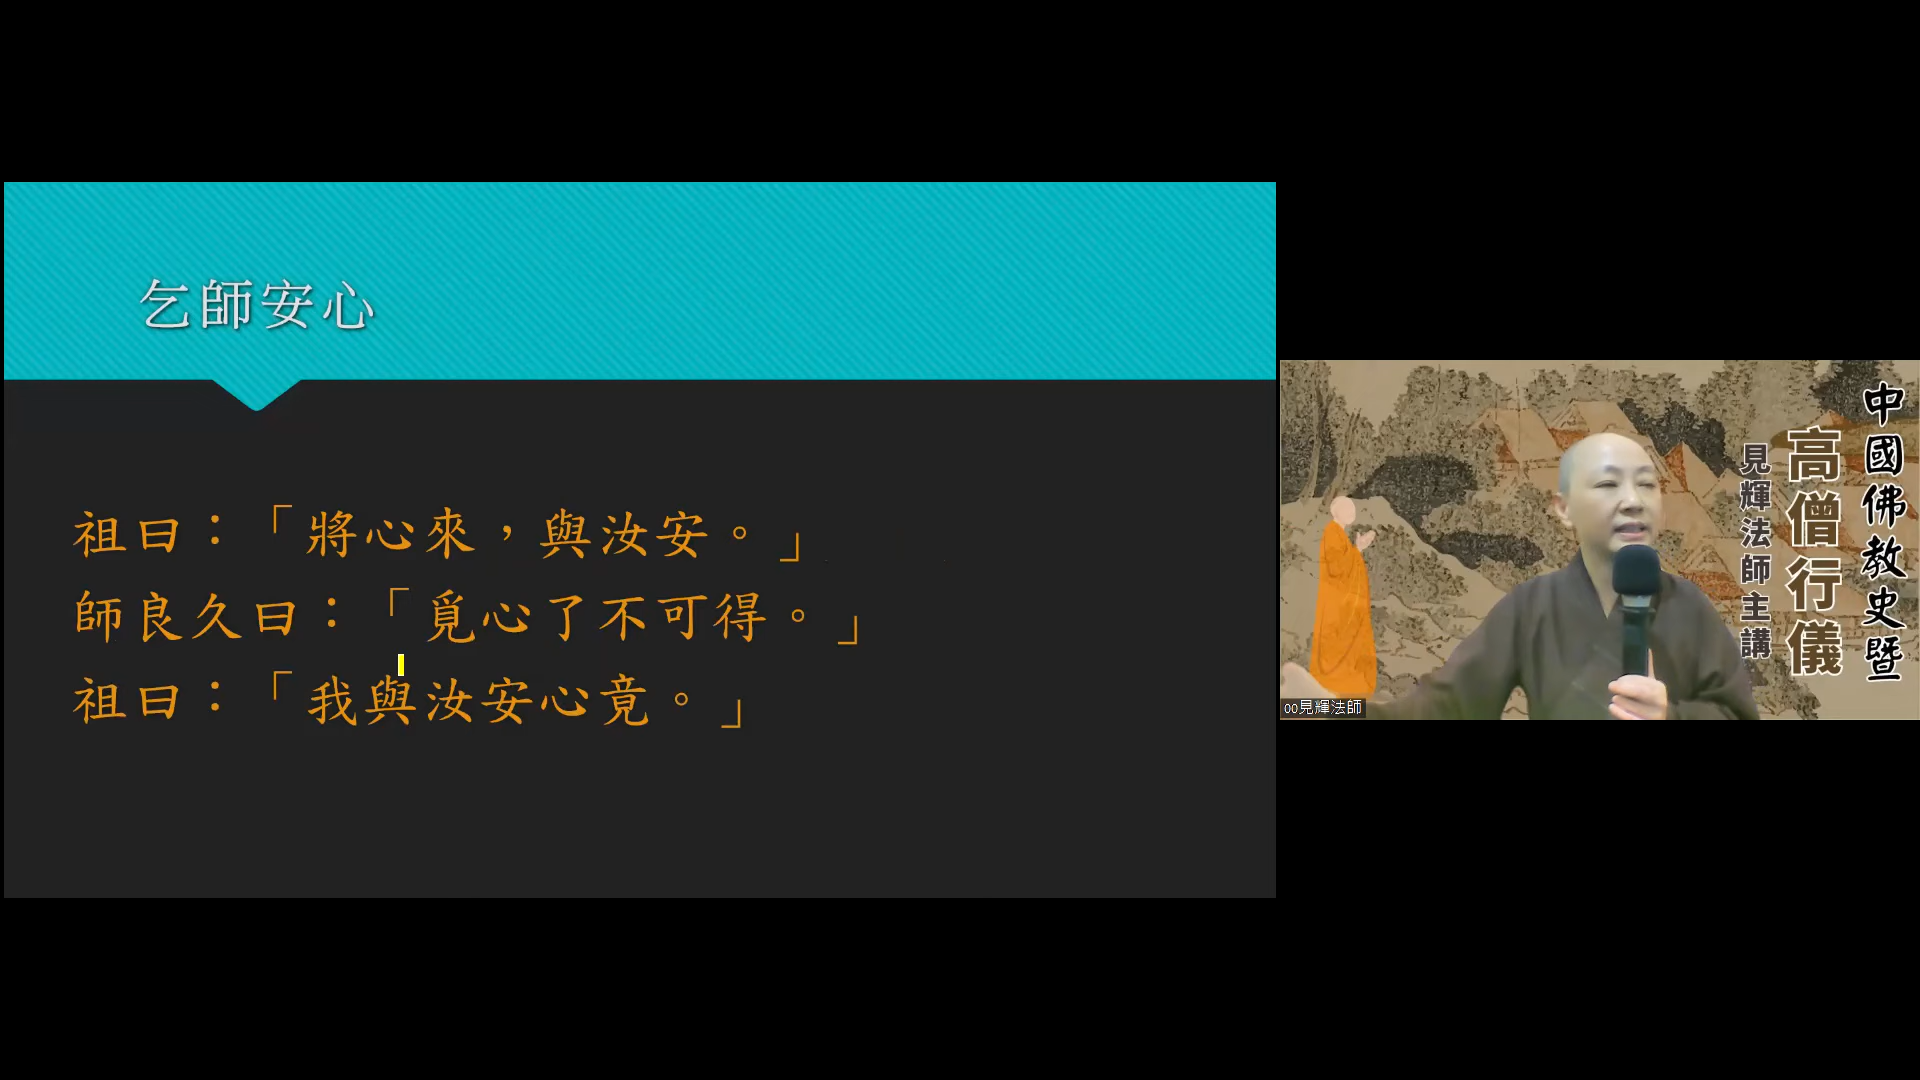 乞師安心
祖曰：「將心來，與汝安。」
師良久曰：「覓心了不可得。」
祖曰：「我與汝安心竟。」
中國佛教史暨
高僧行儀
見輝法師主講
00見輝法師